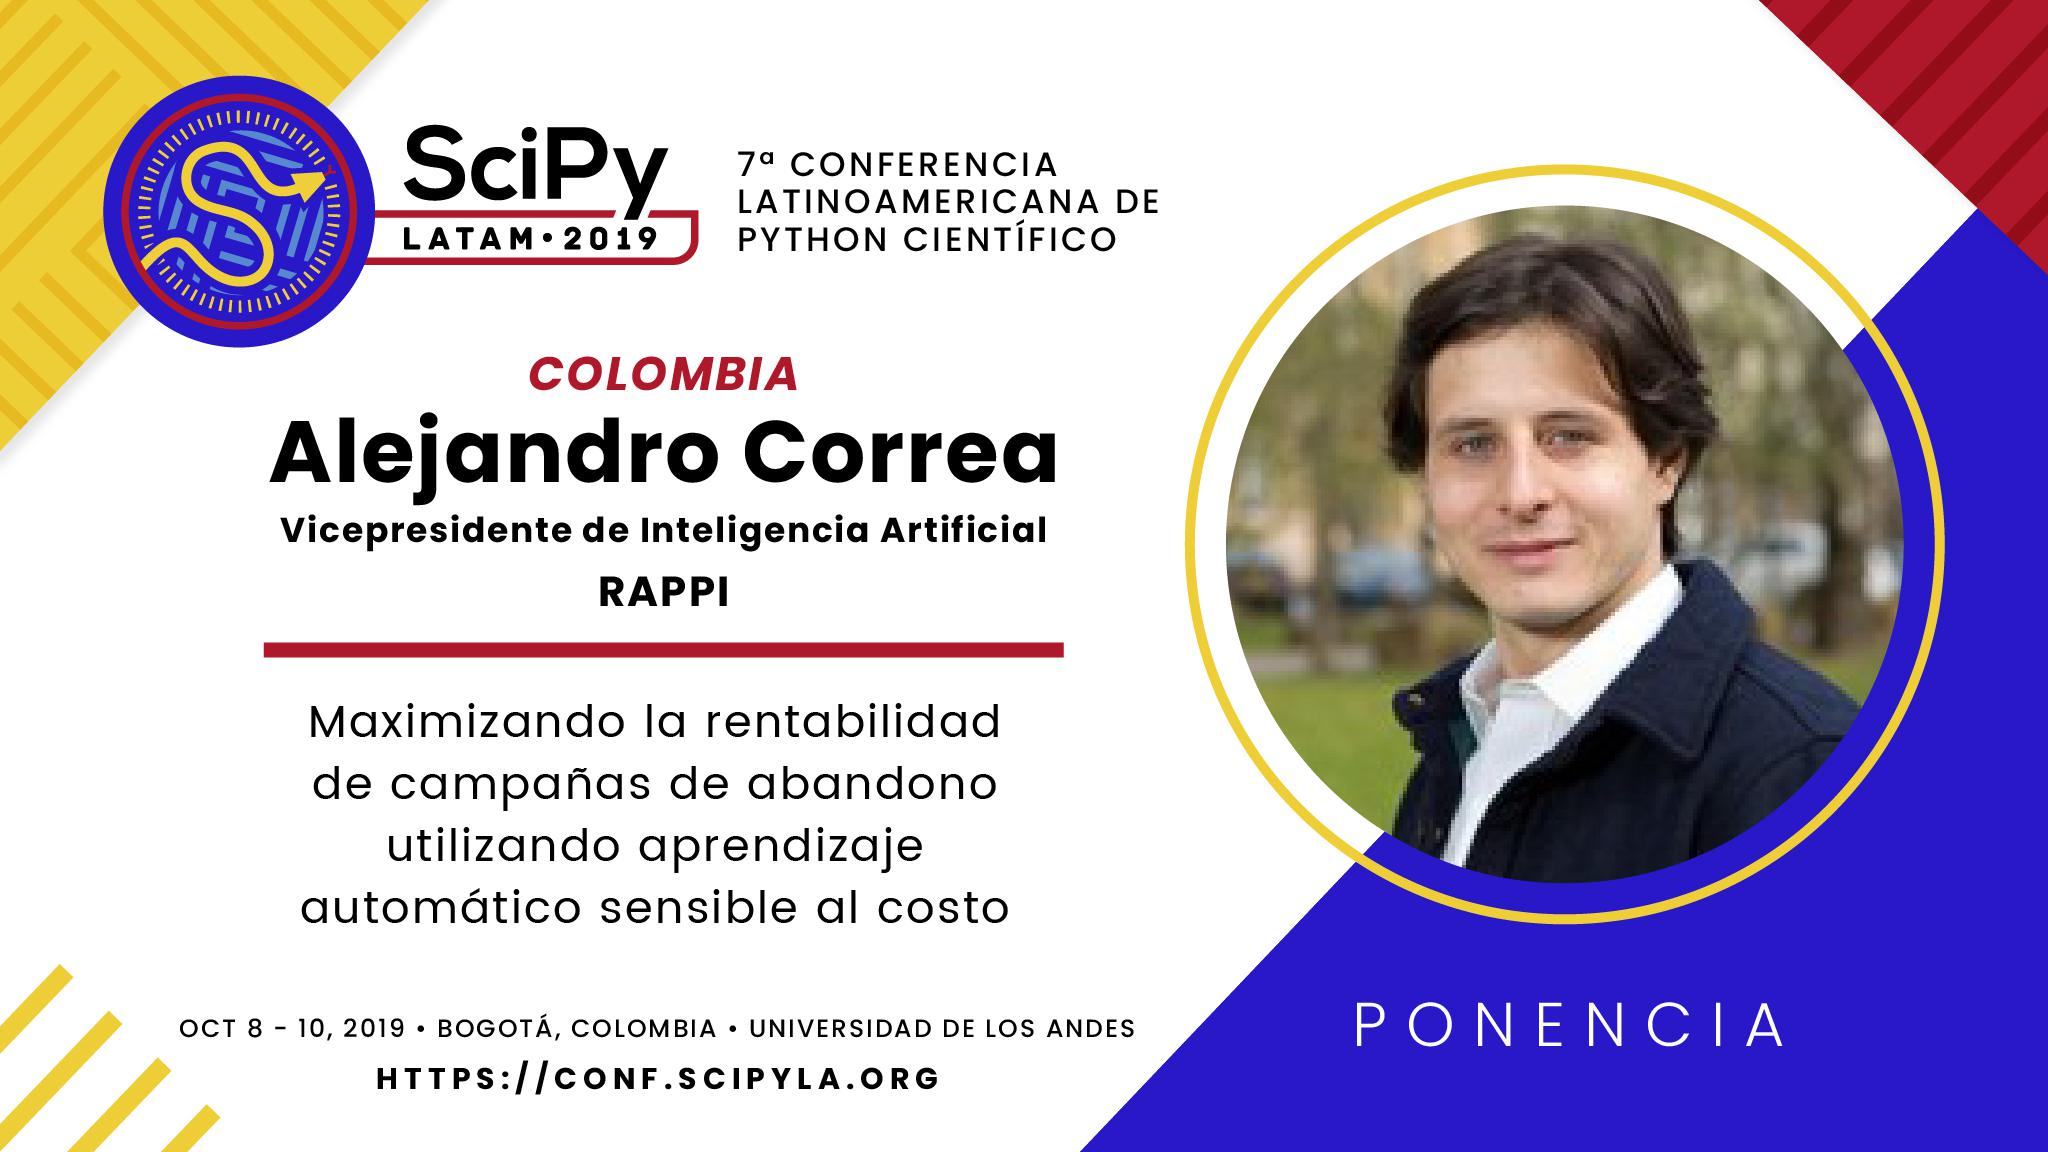 SciPy
LATAM•2019
7ª CONFERENCIA
LATINOAMERICANA DE
PYTHON CIENTÍFICO
COLOMBIA
Alejandro Correa
Vicepresidente de Inteligencia Artificial
RAPPI
Maximizando la rentabilidad
de campañas de abandono
utilizando aprendizaje
automático sensible al costo
OCT 8 - 10, 2019 • BOGOTÁ, COLOMBIA • UNIVERSIDAD DE LOS ANDES
HTTPS://CONF.SCIPYLA.ORG
PONENCIA